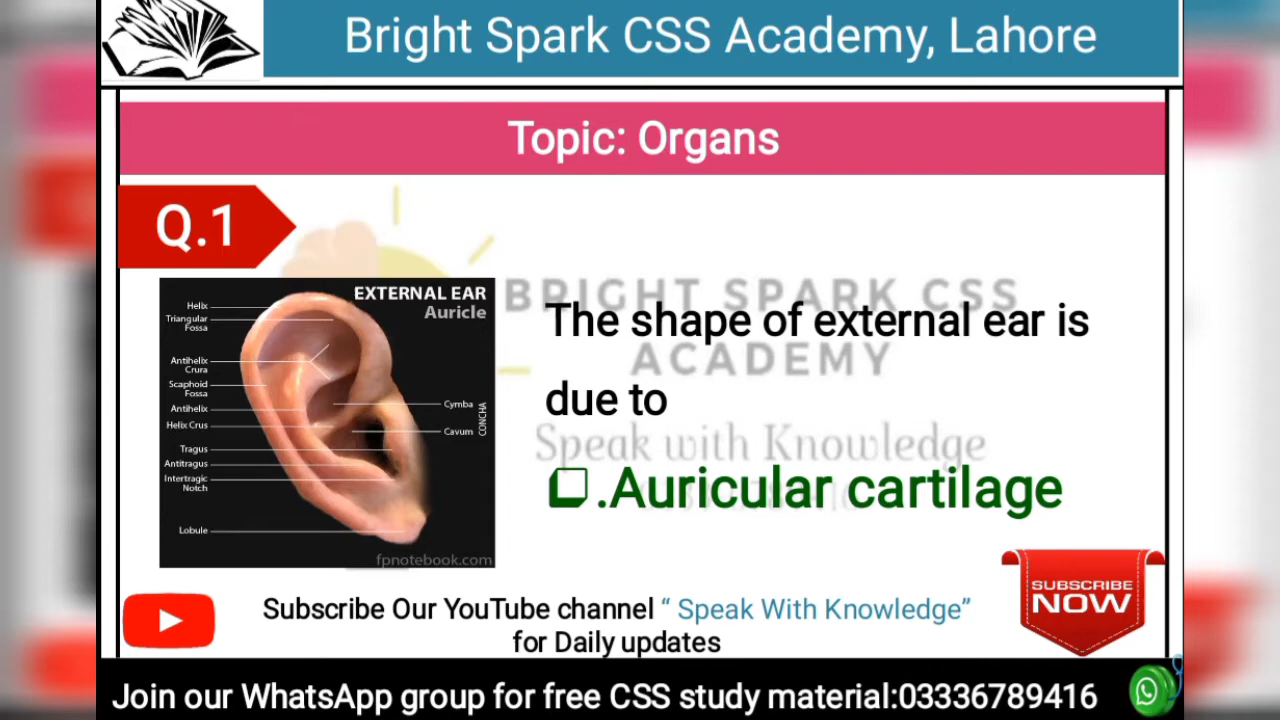 Bright Spark CSS Academy, Lahore
Topic: Organs
Q.1
EXTERNAL EAR
Auricle
Helix
Triangular
Fossa
Antihelix
Crura
Scaphoid
Fossa
Antihelix
Helix Crus
Tragus
Antitragus
Intertragic
Notch
Lobule
Cymba
Cavum
CONCHA
fpnotebook.com
BRIGHT SPARK CSS
ACADEMY
Speak with Knowledge
The shape of external ear is
due to
.Auricular cartilage
SUBSCRIBE
NOW
Subscribe Our YouTube channel “ Speak With Knowledge”
for Daily updates
Join our WhatsApp group for free CSS study material:03336789416